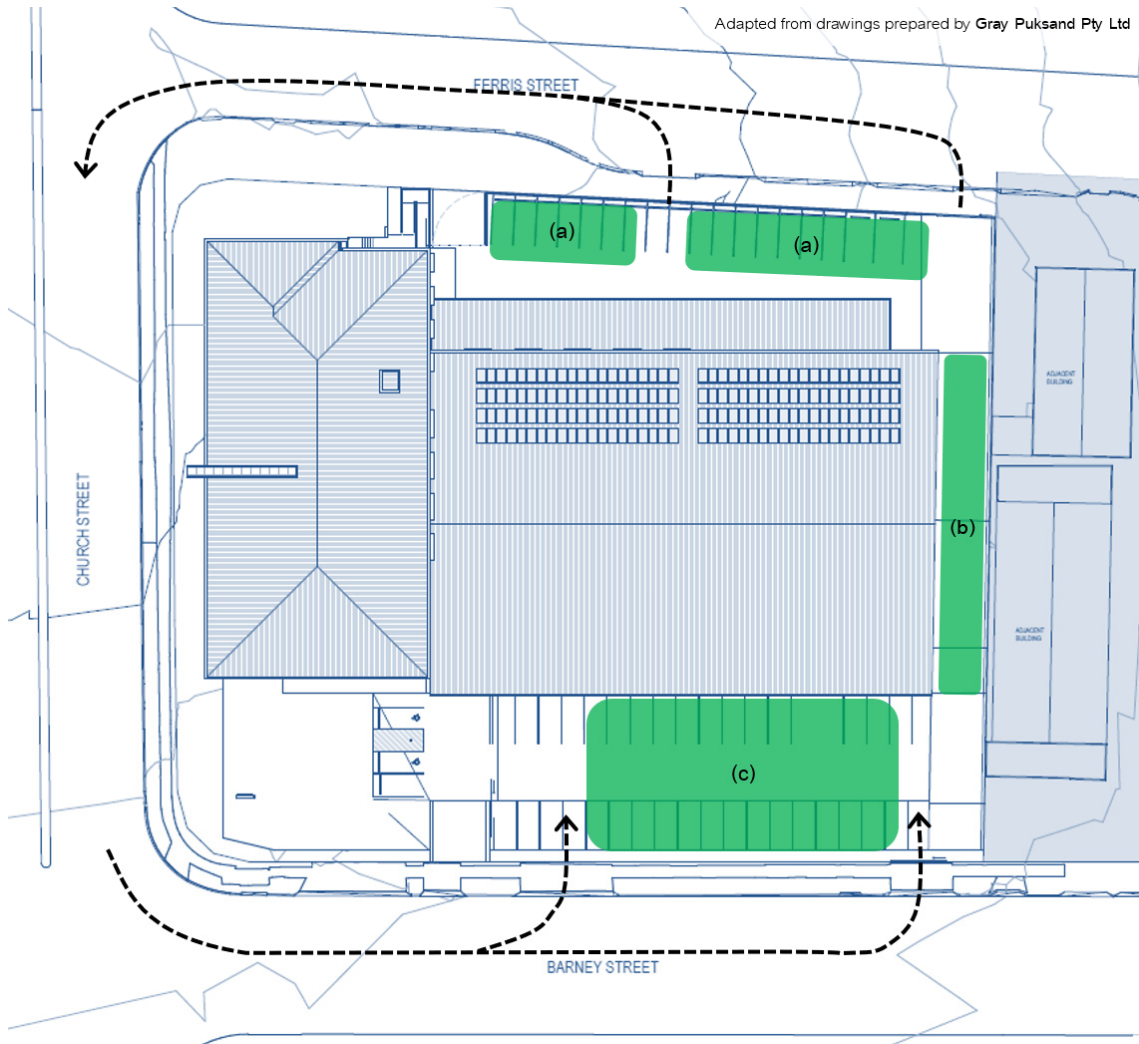 Adapted from drawings prepared by Gray Puksand Pty Ltd
FERRIS STREET
(a)
(a)
ADJACENT
BUILDING
CHURCH STREET
(b)
ADJACENT
BUILDING
(c)
BARNEY STREET